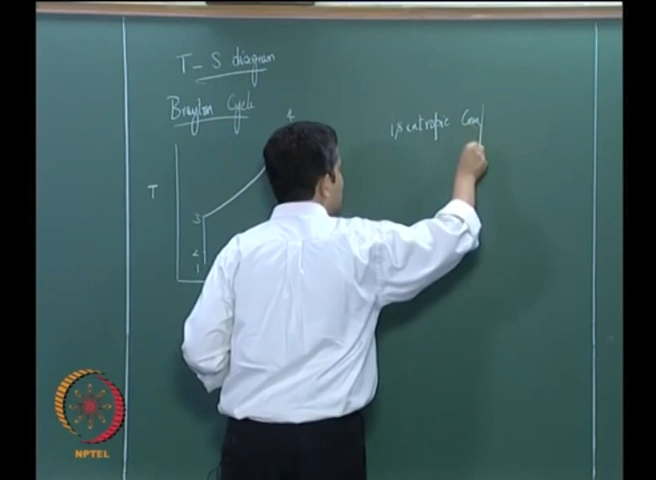 T-S diagram
Brayton Cycle
4
isentropic Com
T
3
2
1
NPTEL